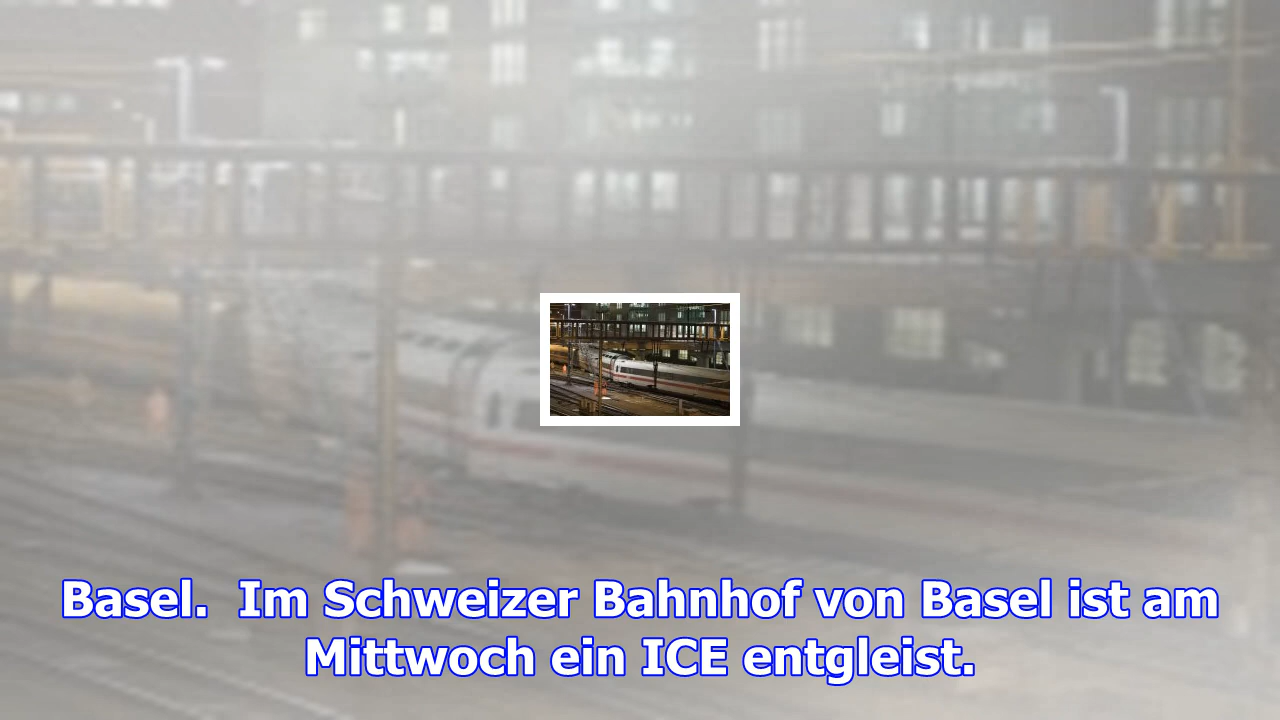 Basel.  Im Schweizer Bahnhof von Basel ist am
Mittwoch ein ICE entgleist.